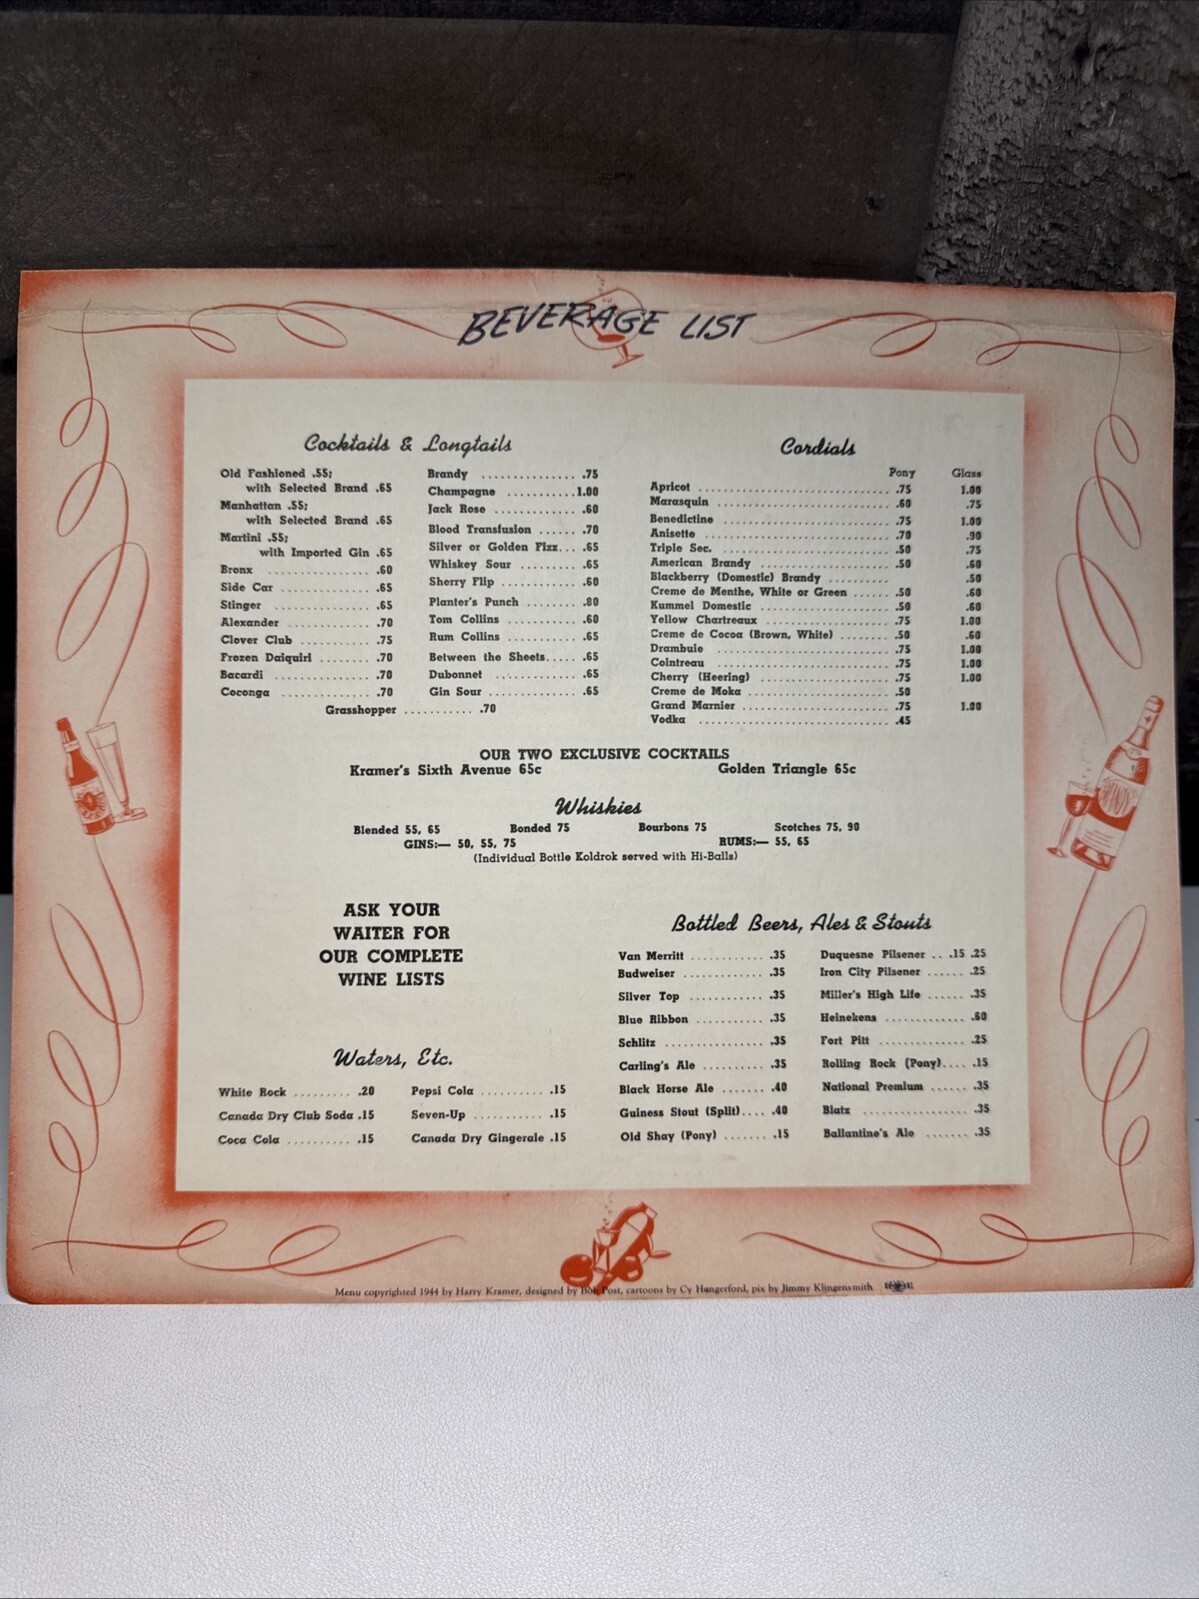 BEVERAGE LIST
Cocktails & Longtails
Old Fashioned .55;
with Selected Brand .65
Manhattan .55;
with Selected Brand .65
Martini .55;
with Imported Gin .65
Bronx .................. .60
Side Car ............... .65
Stinger ................ .65
Alexander .............. .70
Clover Club ........... .75
Frozen Daiquiri ........ .70
Bacardi ................ .70
Coconga ............... .70
Brandy ............... .75
Champagne ...........1.00
Jack Rose ............. .60
Blood Transfusion ...... .70
Silver or Golden Fizz... .65
Whiskey Sour ......... .65
Sherry Flip ............ .60
Planter's Punch ........ .80
Tom Collins ............ .60
Rum Collins ........... .65
Between the Sheets..... .65
Dubonnet ............. .65
Gin Sour .............. .65
Grasshopper ........... .70
Cordials
Pony Glass
Apricot ............................... .75 1.00
Marasquin ............................ .60 .75
Benedictine ........................... .75 1.00
Anisette ............................... .70 .90
Triple Sec. ........................... .50 .75
American Brandy ....................... .50 .60
Blackberry (Domestic) Brandy .......... .50
Creme de Menthe, White or Green ...... .50 .60
Kummel Domestic ..................... .50 .60
Yellow Chartreaux ..................... .75 1.00
Creme de Cocoa (Brown, White) ........ .50 .60
Drambuie ............................. .75 1.00
Cointreau ............................. .75 1.00
Cherry (Heering) ...................... .75 1.00
Creme de Moka ....................... .50
Grand Marnier ........................ .75 1.00
Vodka ................................ .45
OUR TWO EXCLUSIVE COCKTAILS
Kramer's Sixth Avenue 65c Golden Triangle 65c
Whiskies
Blended 55, 65 Bonded 75 Bourbons 75 Scotches 75, 90
GINS:— 50, 55, 75 RUMS:— 55, 65
(Individual Bottle Koldrok served with Hi-Balls)
ASK YOUR
WAITER FOR
OUR COMPLETE
WINE LISTS
Waters, Etc.
White Rock ......... .20
Canada Dry Club Soda .15
Coca Cola .......... .15
Pepsi Cola .......... .15
Seven-Up ........... .15
Canada Dry Gingerale .15
Bottled Beers, Ales & Stouts
Van Merritt ............ .35
Budweiser ............. .35
Silver Top ............ .35
Blue Ribbon ........... .35
Schlitz ................ .35
Carling's Ale .......... .35
Black Horse Ale ....... .40
Guiness Stout (Split).... .40
Old Shay (Pony) ....... .15
Duquesne Pilsener .. .15 .25
Iron City Pilsener ...... .25
Miller's High Life ...... .35
Heinekens ............. .60
Fort Pitt .............. .25
Rolling Rock (Pony).... .15
National Premium ...... .35
Blatz ................. .35
Ballantine's Ale ....... .35
Menu copyrighted 1944 by Harry Kramer, designed by Bob Post, cartoons by Cy Hungerford, pix by Jimmy Klingensmith